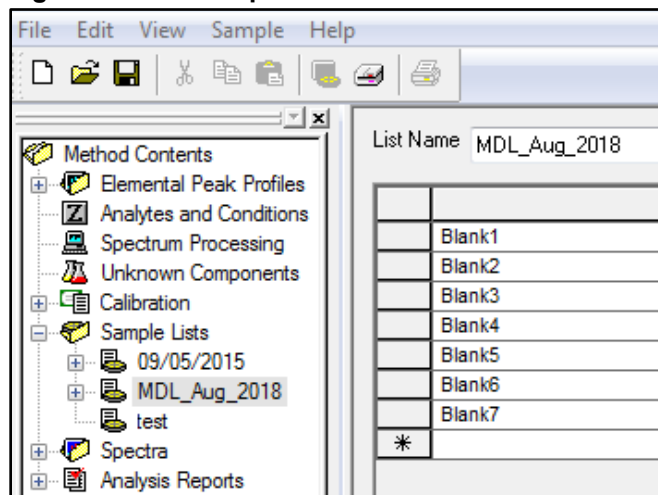 File Edit View Sample Help
Method Contents
Elemental Peak Profiles
Analytes and Conditions
Spectrum Processing
Unknown Components
Calibration
Sample Lists
09/05/2015
MDL_Aug_2018
test
Spectra
Analysis Reports
List Name MDL_Aug_2018
Blank1
Blank2
Blank3
Blank4
Blank5
Blank6
Blank7